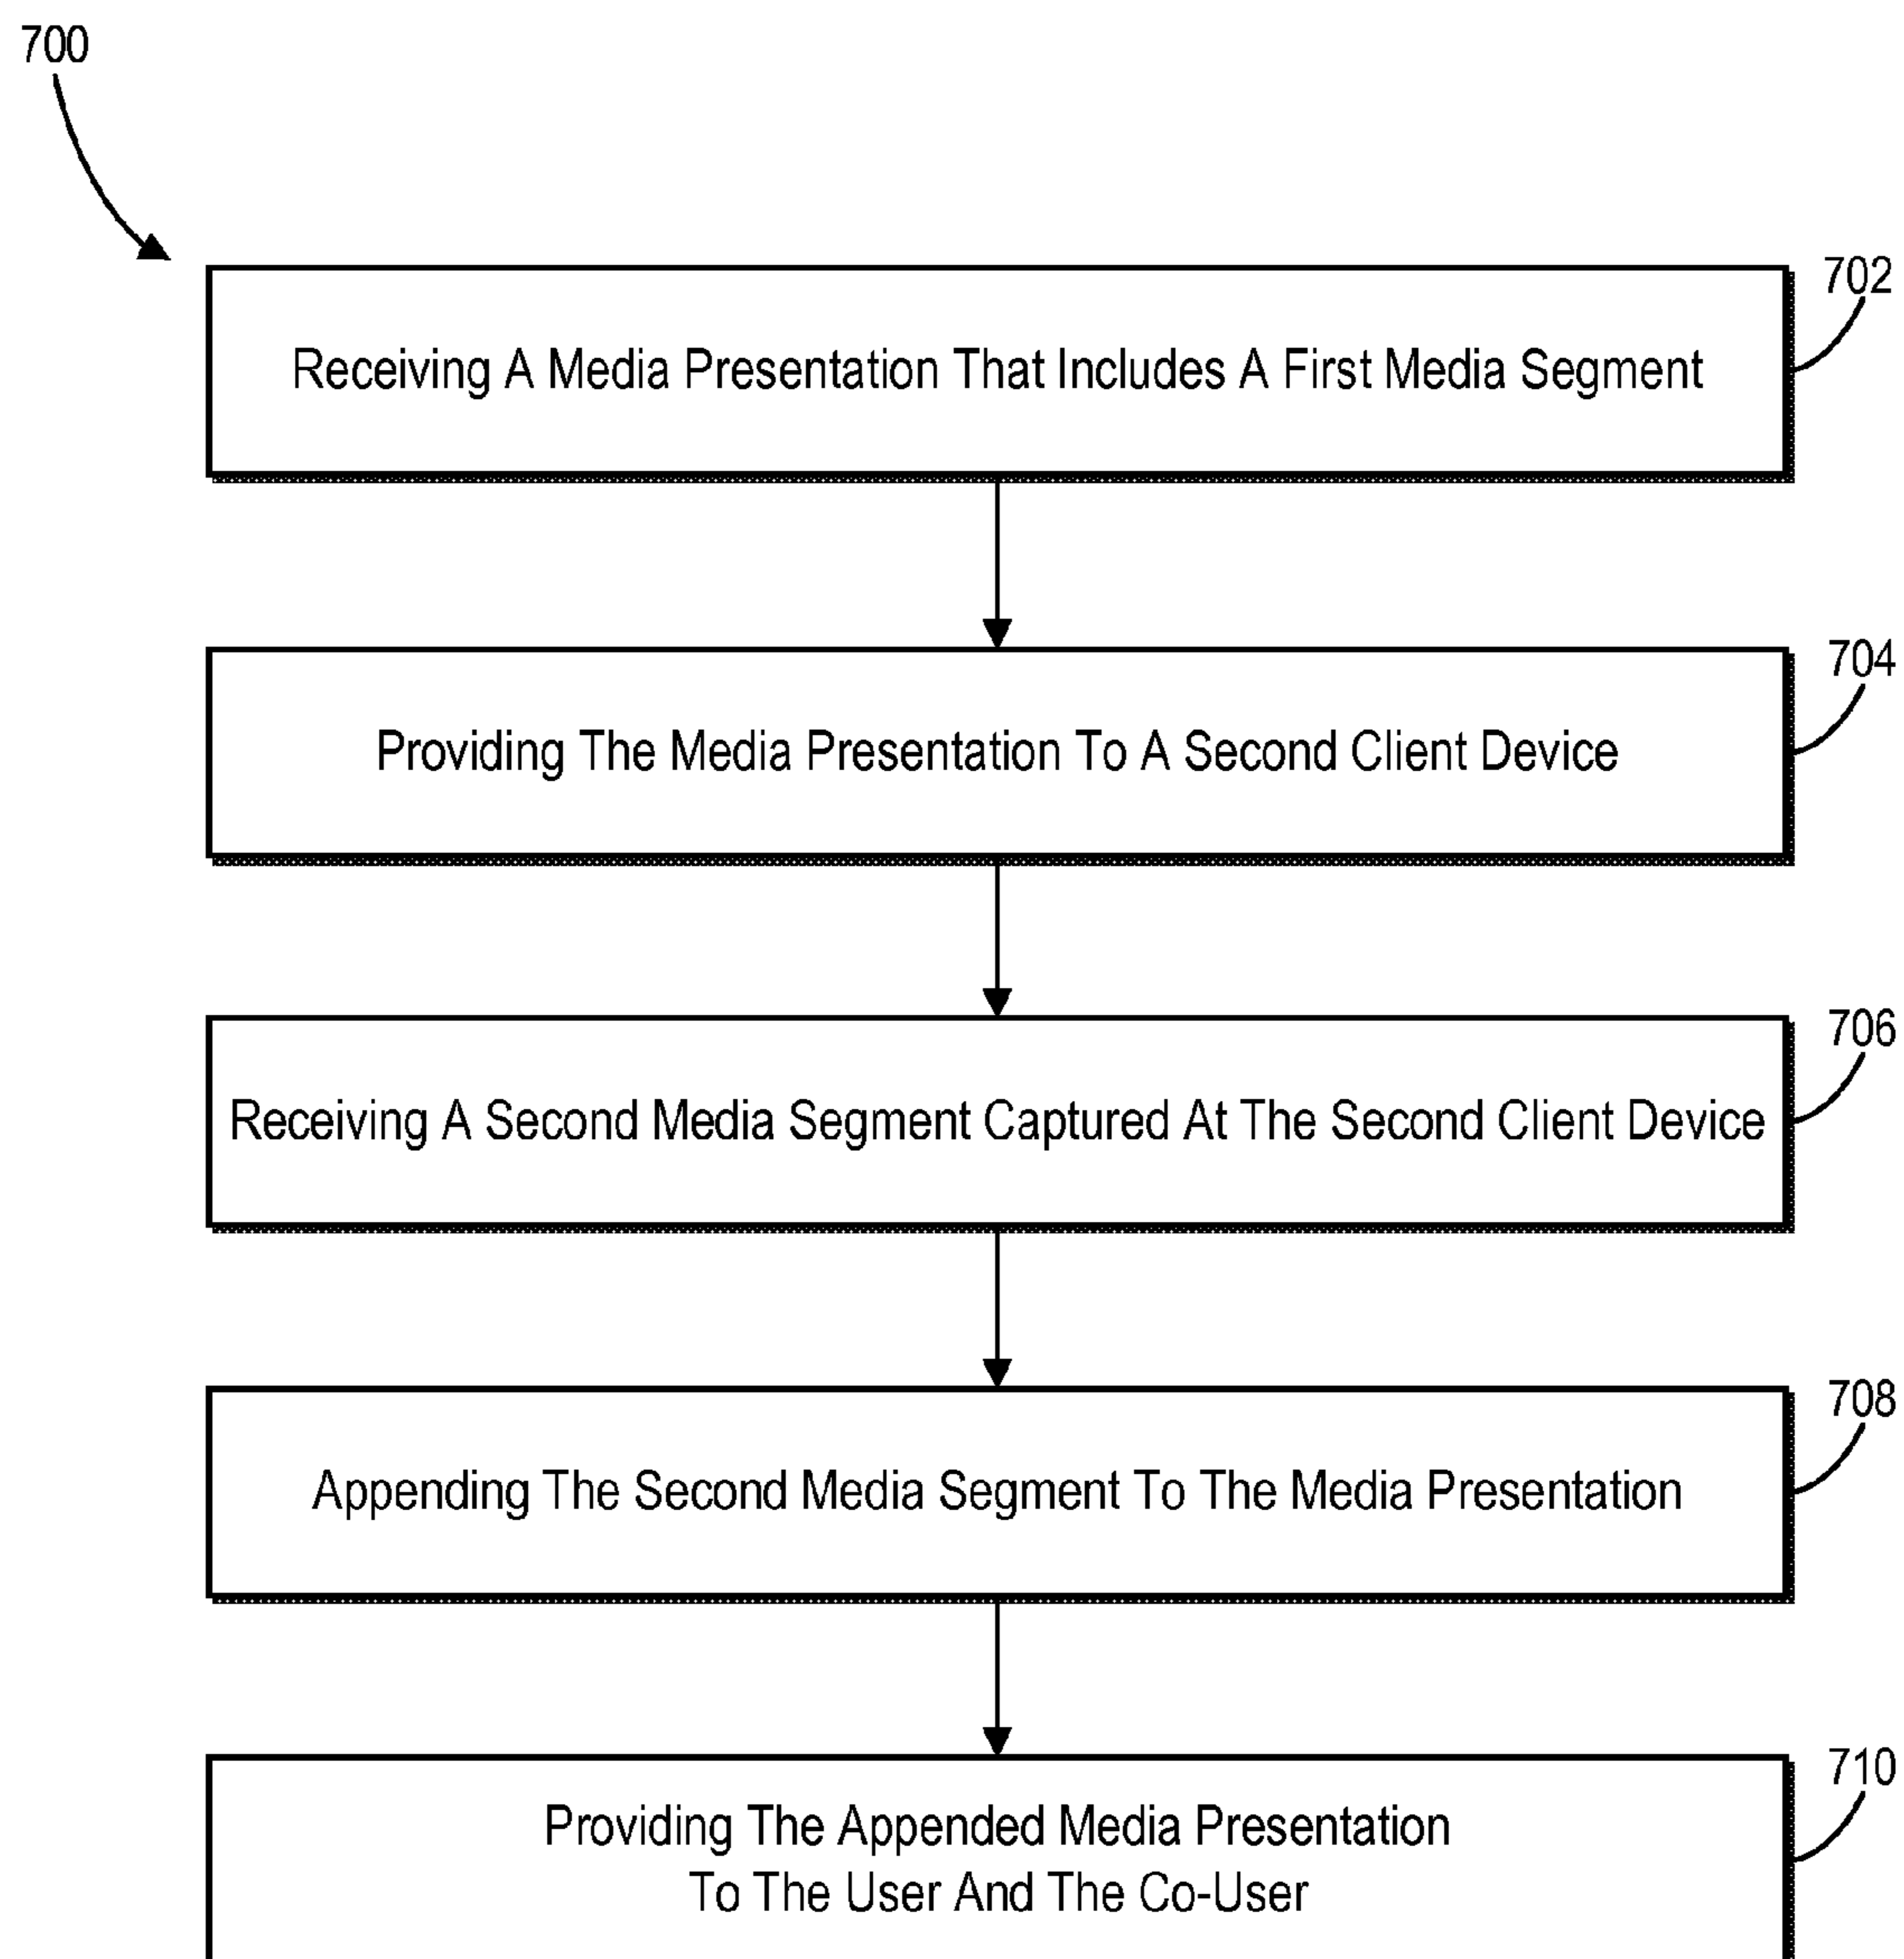 700
702
Receiving A Media Presentation That Includes A First Media Segment
704
Providing The Media Presentation To A Second Client Device
706
Receiving A Second Media Segment Captured At The Second Client Device
708
Appending The Second Media Segment To The Media Presentation
710
Providing The Appended Media Presentation
To The User And The Co-User